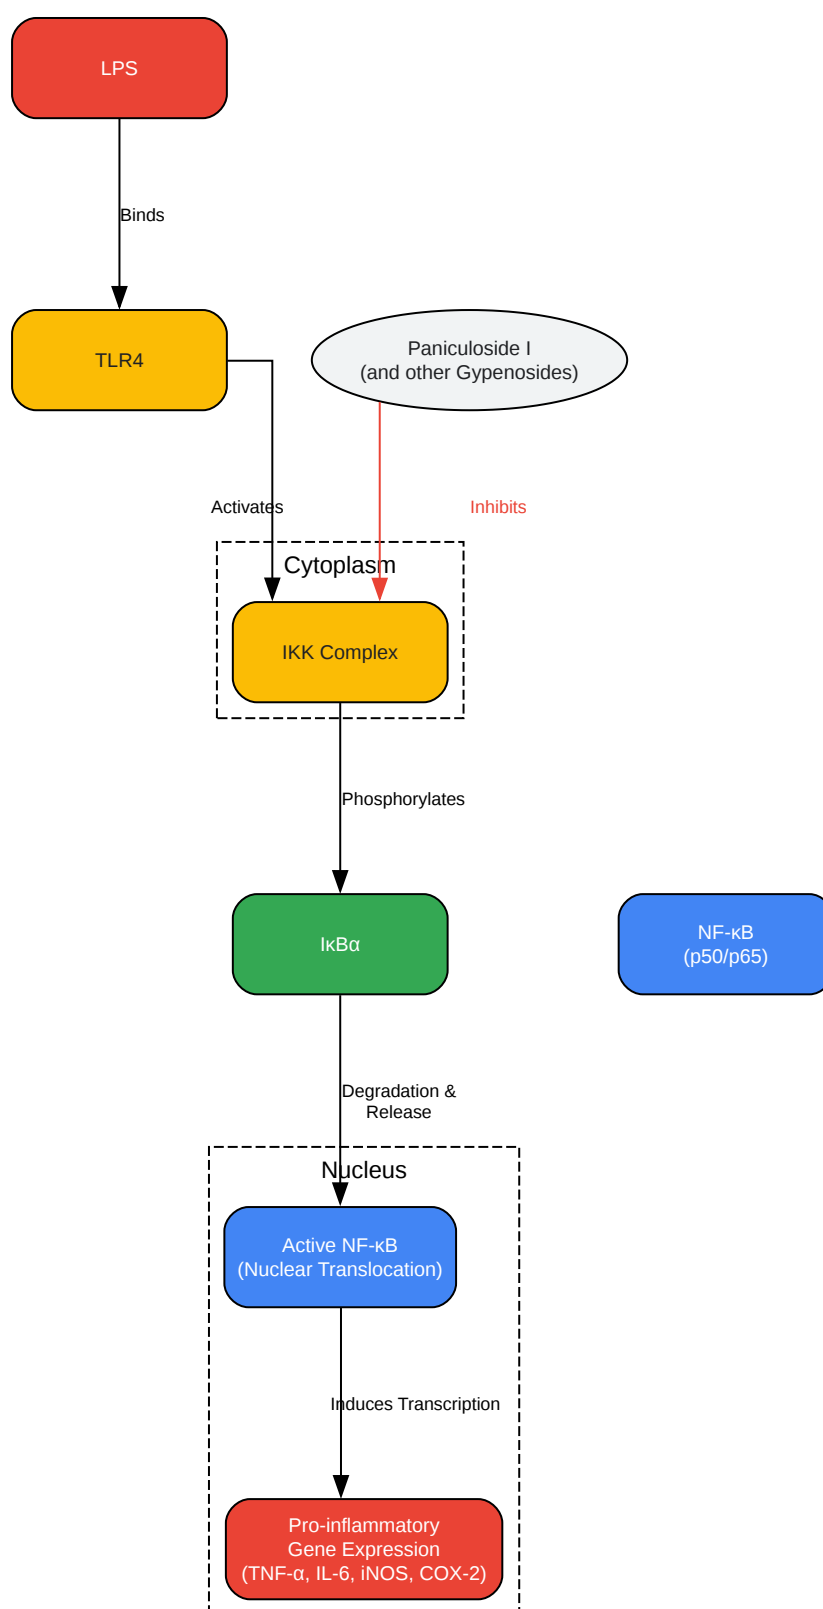 LPS
Binds
TLR4
Paniculoside I
(and other Gypenosides)
Activates
Inhibits
Cytoplasm
IKK Complex
Phosphorylates
IκBα
NF-κB
(p50/p65)
Degradation &
Release
Nucleus
Active NF-κB
(Nuclear Translocation)
Induces Transcription
Pro-inflammatory
Gene Expression
(TNF-α, IL-6, iNOS, COX-2)